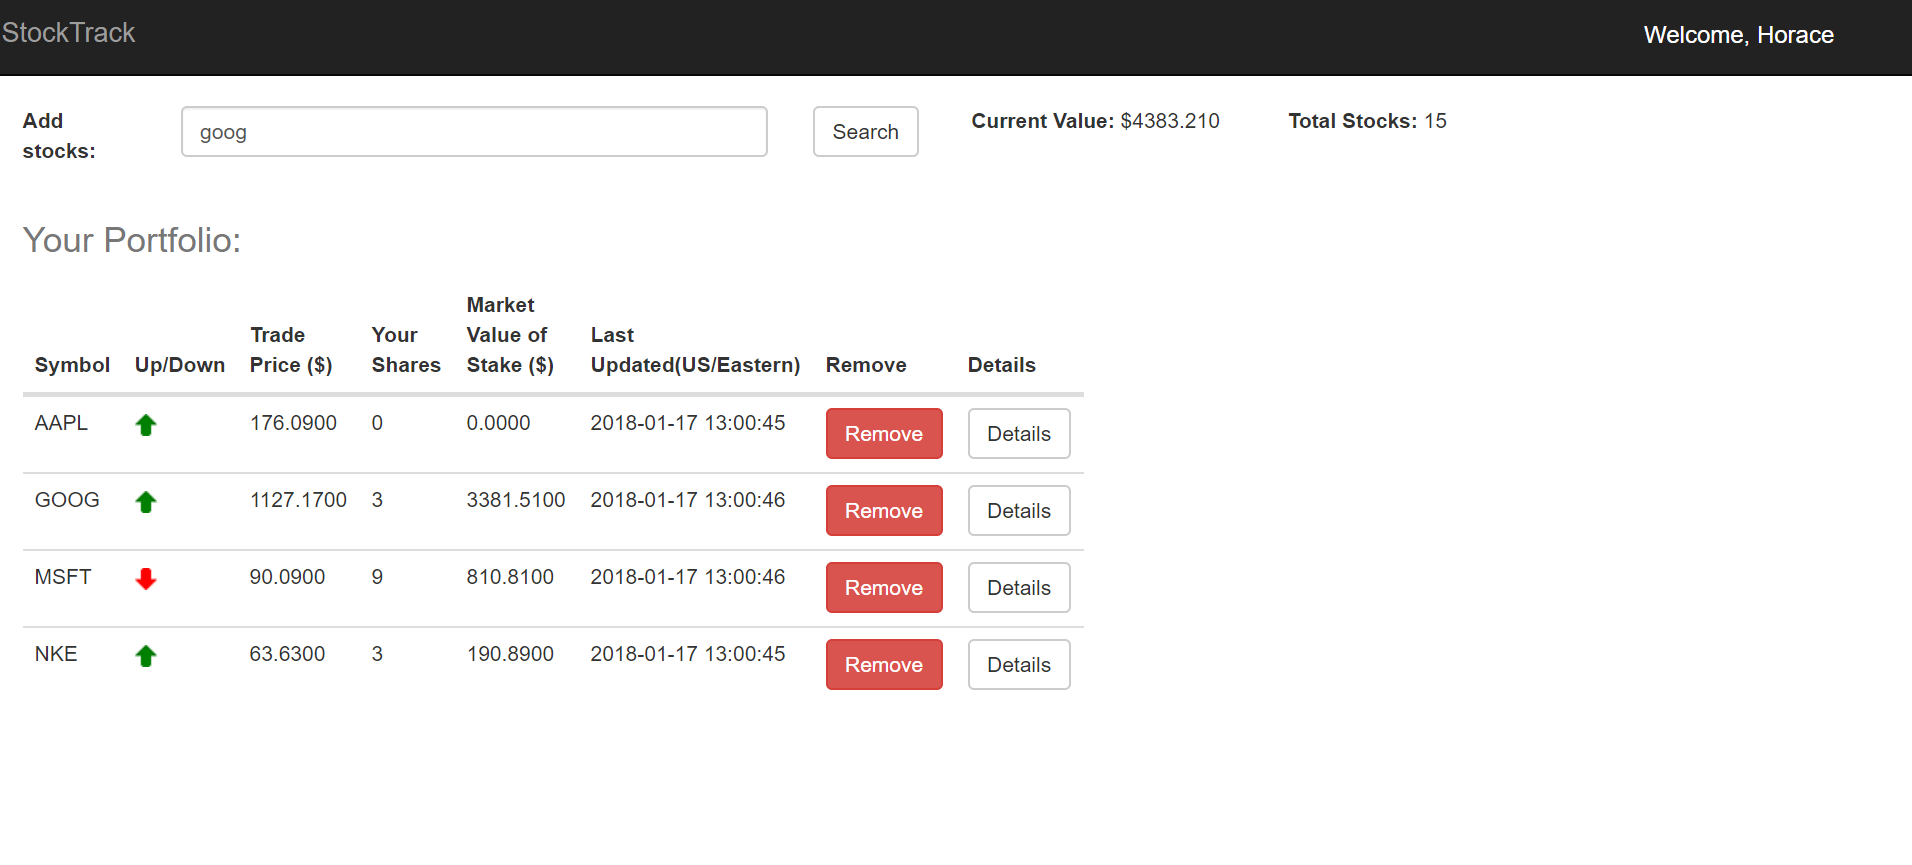 StockTrack
Welcome, Horace
Add
stocks:
goog
Search
Current Value: $4383.210
Total Stocks: 15
Your Portfolio:
Symbol Up/Down Trade Price ($) Your Shares Market Value of Stake ($) Last Updated(US/Eastern) Remove Details
AAPL 176.0900 0 0.0000 2018-01-17 13:00:45 Remove Details
GOOG 1127.1700 3 3381.5100 2018-01-17 13:00:46 Remove Details
MSFT 90.0900 9 810.8100 2018-01-17 13:00:46 Remove Details
NKE 63.6300 3 190.8900 2018-01-17 13:00:45 Remove Details